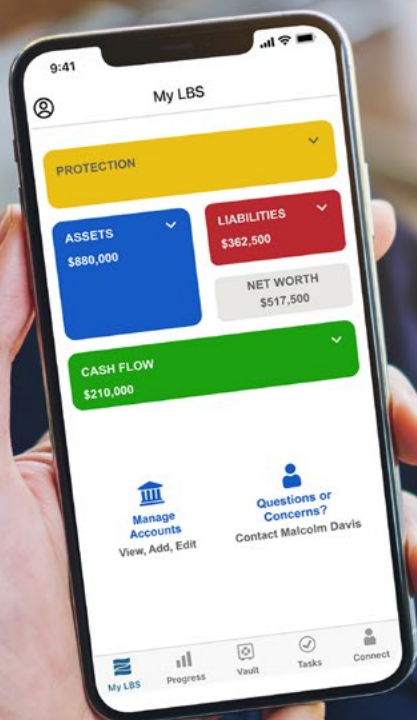 9:41
My LBS
PROTECTION
ASSETS
$880,000
LIABILITIES
$362,500
NET WORTH
$517,500
CASH FLOW
$210,000
Manage
Accounts
View, Add, Edit
Questions or
Concerns?
Contact Malcolm Davis
My LBS
Progress
Vault
Tasks
Connect